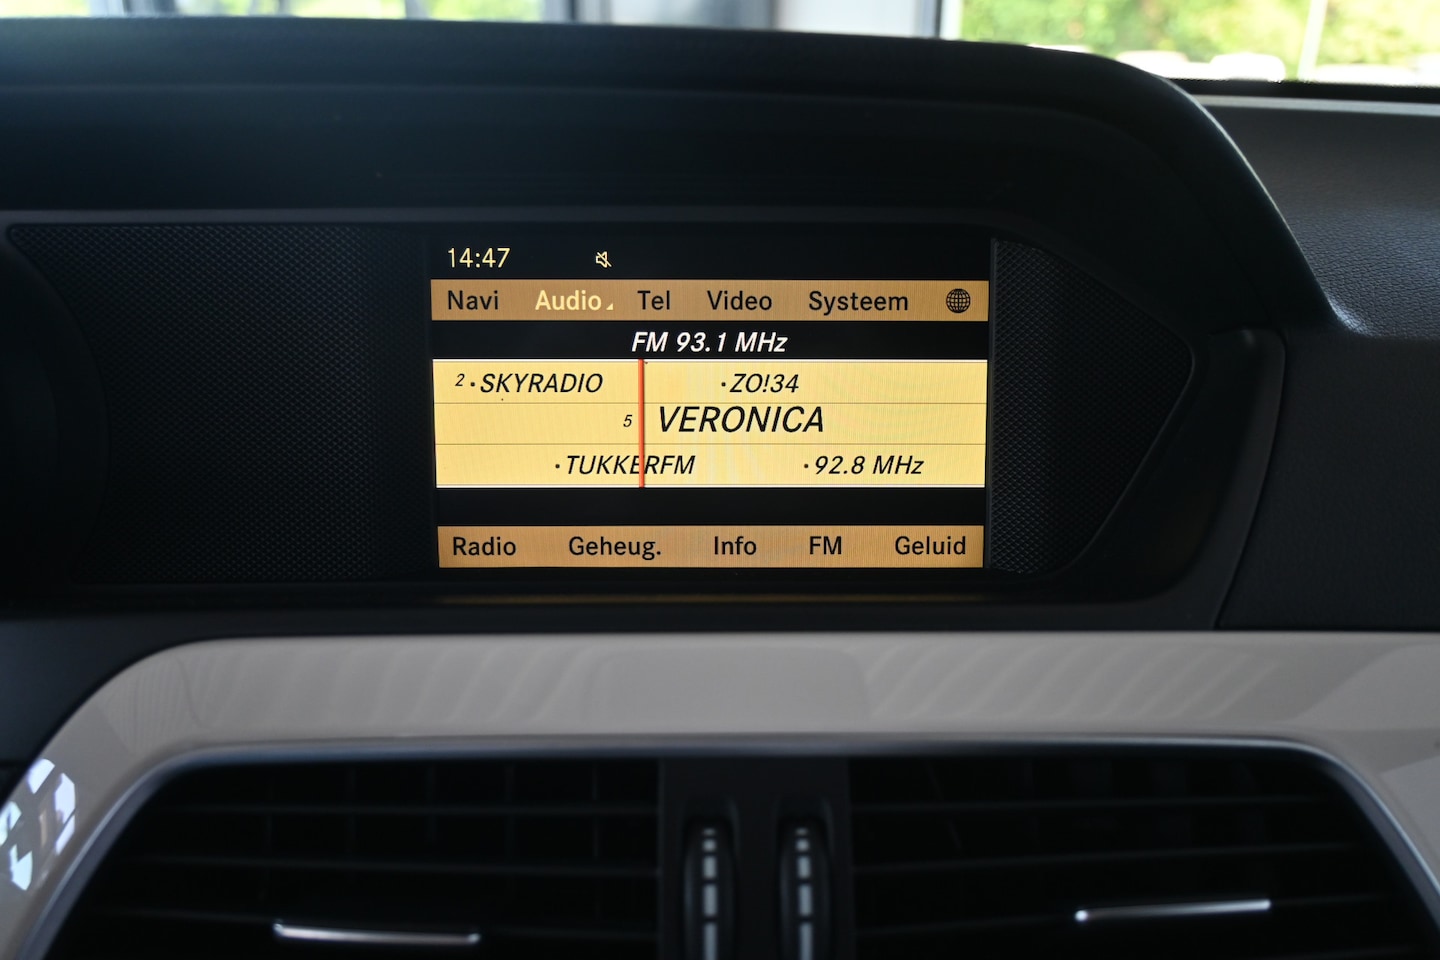 14:47
Navi Audio Tel Video Systeem
FM 93.1 MHz
2 · SKYRADIO · ZO!34
5 VERONICA
· TUKKERFM · 92.8 MHz
Radio Geheug. Info FM Geluid